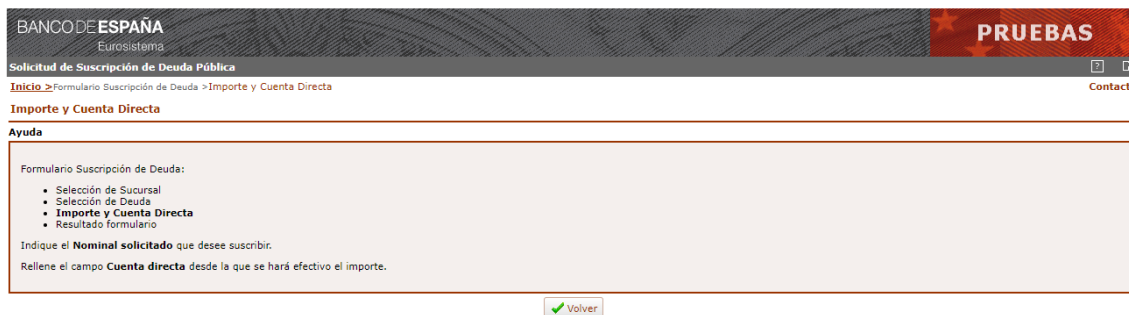 BANCO DE ESPAÑA
Eurosistema
PRUEBAS
Solicitud de Suscripción de Deuda Pública
?
Inicio >Formulario Suscripción de Deuda >Importe y Cuenta Directa
Contact
Importe y Cuenta Directa
Ayuda
Formulario Suscripción de Deuda:
• Selección de Sucursal
• Selección de Deuda
• Importe y Cuenta Directa
• Resultado formulario
Indique el Nominal solicitado que desee suscribir.
Rellene el campo Cuenta directa desde la que se hará efectivo el importe.
Volver